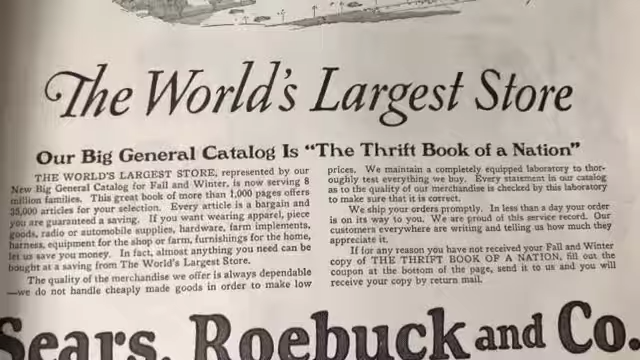 The World's Largest Store
Our Big General Catalog Is "The Thrift Book of a Nation"
THE WORLD'S LARGEST STORE, represented by our
New Big General Catalog for Fall and Winter, is now serving 8
million families. This great book of more than 1,000 pages offers
35,000 articles for your selection. Every article is a bargain and
you are guaranteed a saving. If you want wearing apparel, piece
goods, radio or automobile supplies, hardware, farm implements,
harness, equipment for the shop or farm, furnishings for the home,
let us save you money. In fact, almost anything you need can be
bought at a saving from The World's Largest Store.
The quality of the merchandise we offer is always dependable
—we do not handle cheaply made goods in order to make low
prices. We maintain a completely equipped laboratory to thor-
oughly test everything we buy. Every statement in our catalog
as to the quality of our merchandise is checked by this laboratory
to make sure that it is correct.
We ship your orders promptly. In less than a day your order
is on its way to you. We are proud of this service record. Our
customers everywhere are writing and telling us how much they
appreciate it.
If for any reason you have not received your Fall and Winter
copy of THE THRIFT BOOK OF A NATION, fill out the
coupon at the bottom of the page, send it to us and you will
receive your copy by return mail.
Sears, Roebuck and Co.